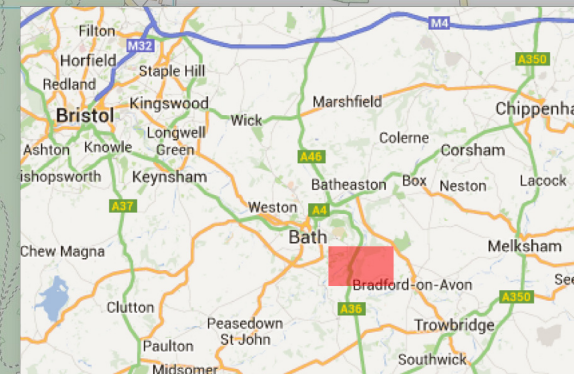 Filton
M4
M32
Horfield
Staple Hill
A350
Redland
Kingswood
Marshfield
Chippenha
Bristol
Wick
Longwell
Green
Colerne
Ashton
Knowle
Corsham
A46
ishopsworth
Keynsham
Batheaston
Box
Neston
Lacock
A37
Weston
A4
Bath
Chew Magna
Melksham
Bradford-on-Avon
See
A350
Clutton
A36
Peasedown
St John
Trowbridge
Paulton
Southwick
Midsomer